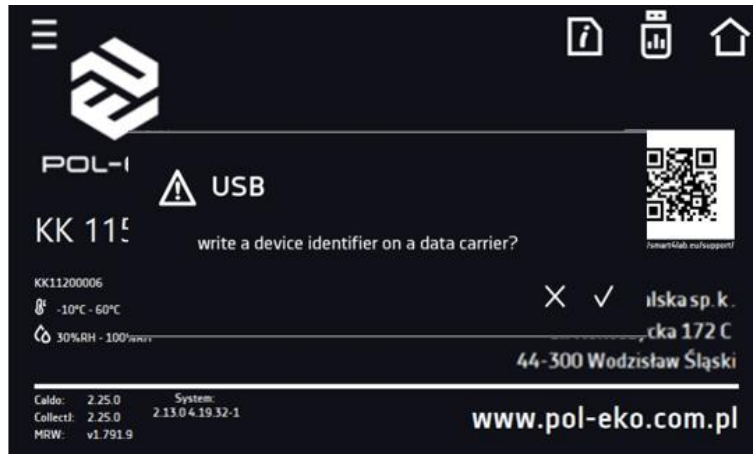 POL-
KK 115
USB
write a device identifier on a data carrier?
/smart4lab.eu/support/
KK11200006
-10°C - 60°C
30%RH - 100%RH
lska sp. k.
cka 172 C
44-300 Wodzisław Śląski
Caldo: 2.25.0
CollectJ: 2.25.0
MRW: v1.791.9
System:
2.13.0 4.19.32-1
www.pol-eko.com.pl